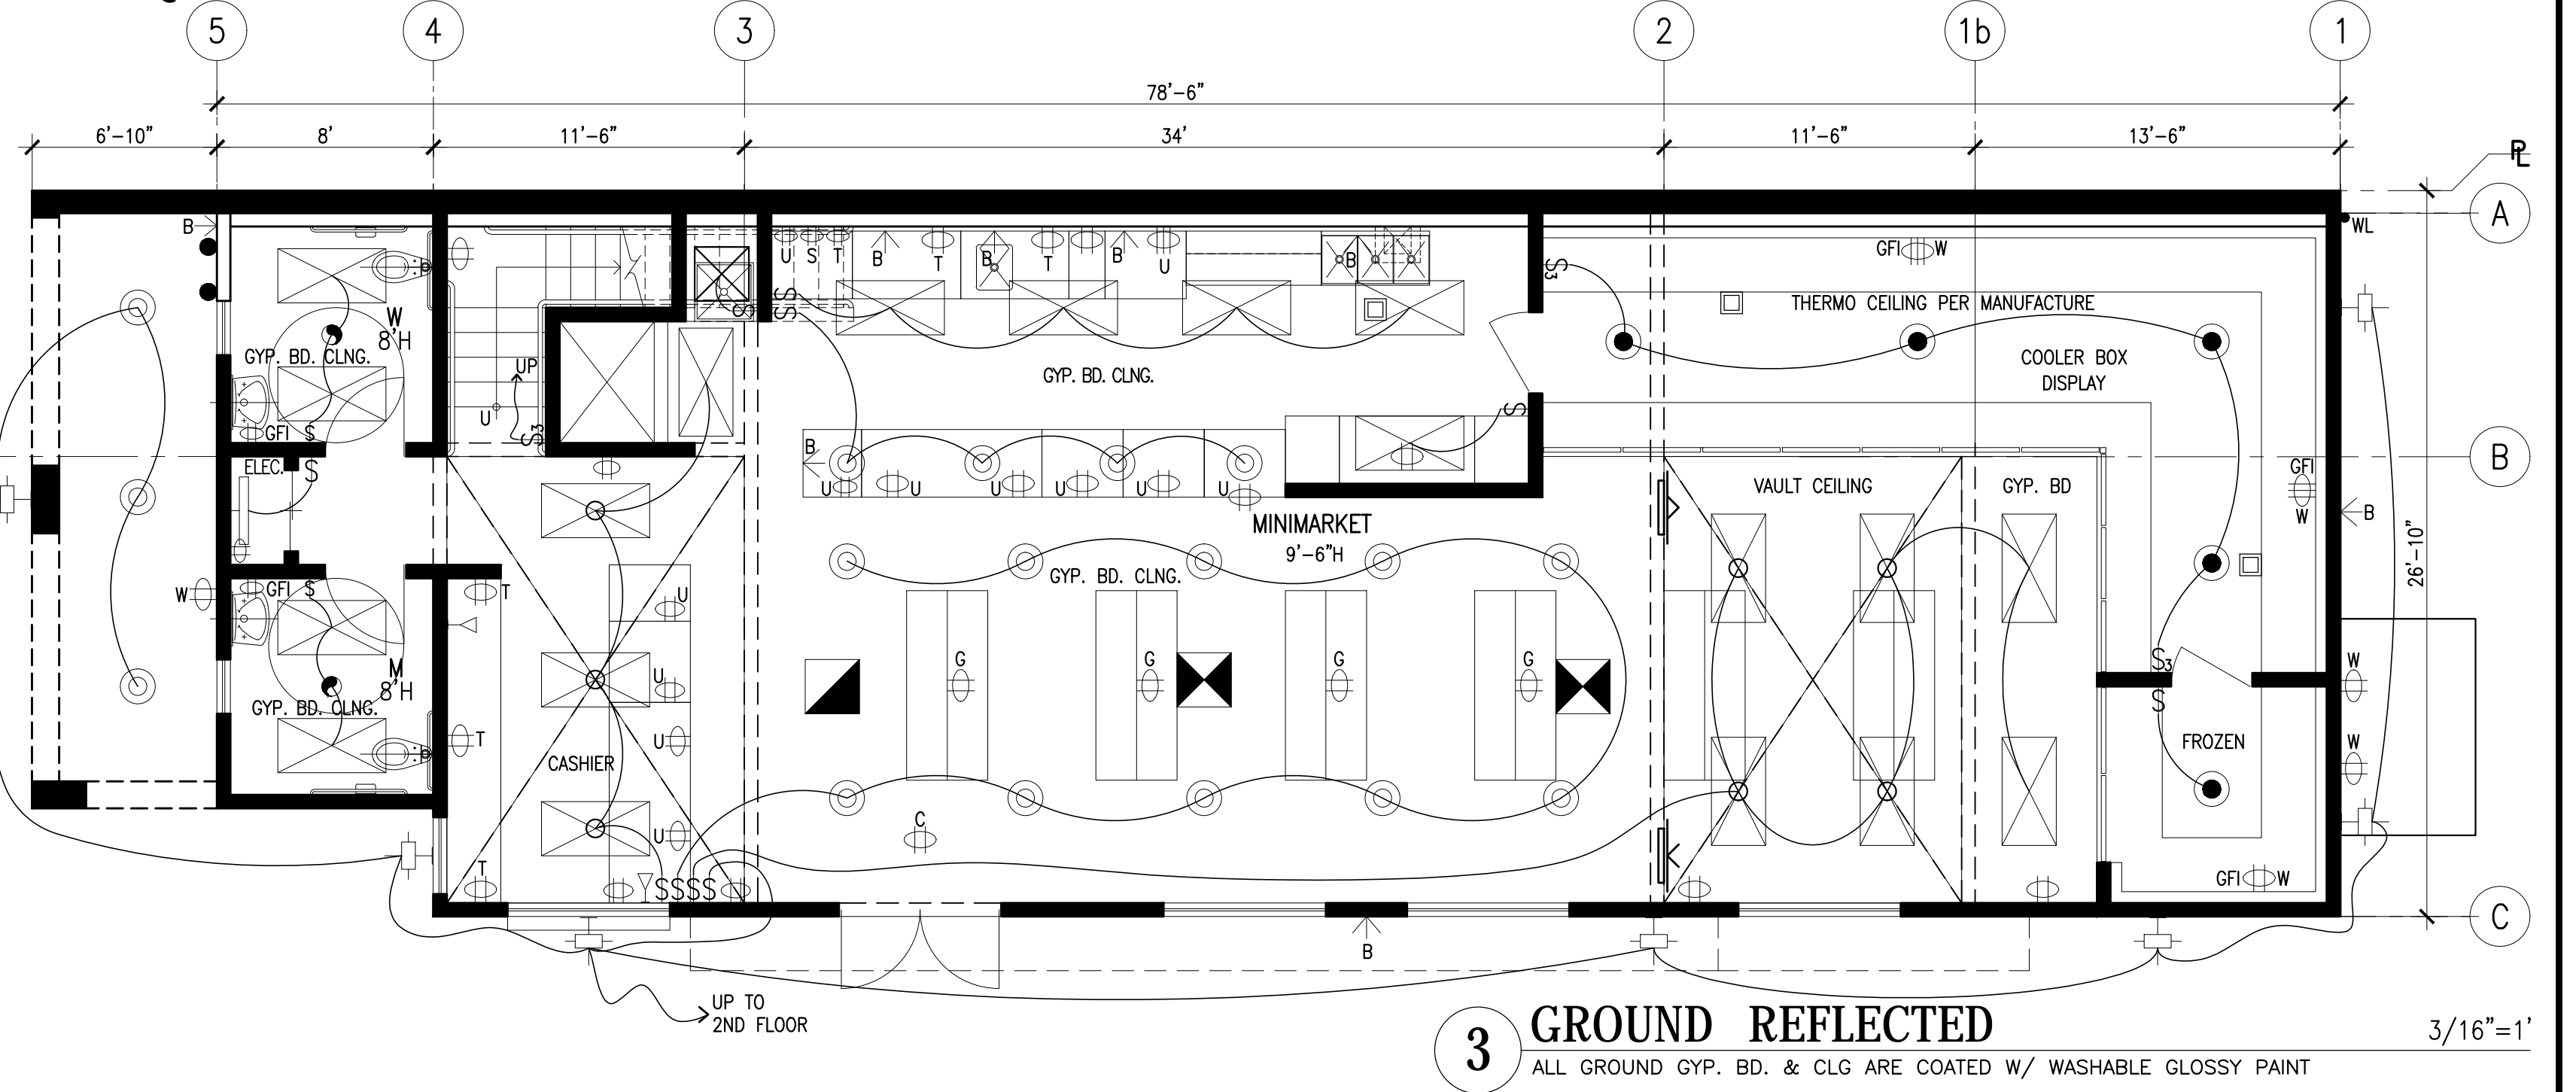 5
4
3
2
1b
1
78'-6"
6'-10"
8'
11'-6"
34'
11'-6"
13'-6"
PL
A
B
WL
U
S
T
B
T
B
T
B
U
B
GFI
W
S3
THERMO CEILING PER MANUFACTURE
W
8'H
GYP. BD. CLNG.
S
S
S
COOLER BOX
DISPLAY
UP
U
S3
GYP. BD. CLNG.
S
GFI
S
B
B
ELEC.
S
GFI
W
U
U
U
U
U
U
VAULT CEILING
GYP. BD
MINIMARKET
9'-6"H
B
26'-10"
GYP. BD. CLNG.
W
GFI
S
T
U
M
8'H
GYP. BD. CLNG.
U
G
G
G
G
S3
S
W
T
U
CASHIER
FROZEN
W
C
U
T
SSSS
GFI
W
C
B
UP TO
2ND FLOOR
3
GROUND REFLECTED
3/16"=1'
ALL GROUND GYP. BD. & CLG ARE COATED W/ WASHABLE GLOSSY PAINT